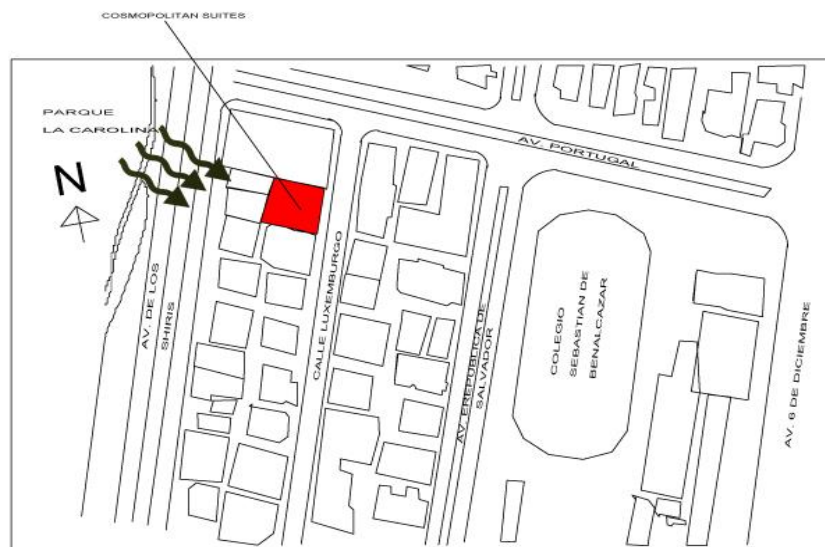 COSMOPOLITAN SUITES
PARQUE
LA CAROLINA
N
AV. PORTUGAL
AV. DE LOS
SHIRIS
CALLE LUXEMBURGO
AV. EREPÚBLICA DE
SALVADOR
COLEGIO
SEBASTIAN DE
BENALCAZAR
AV. 6 DE DICIEMBRE